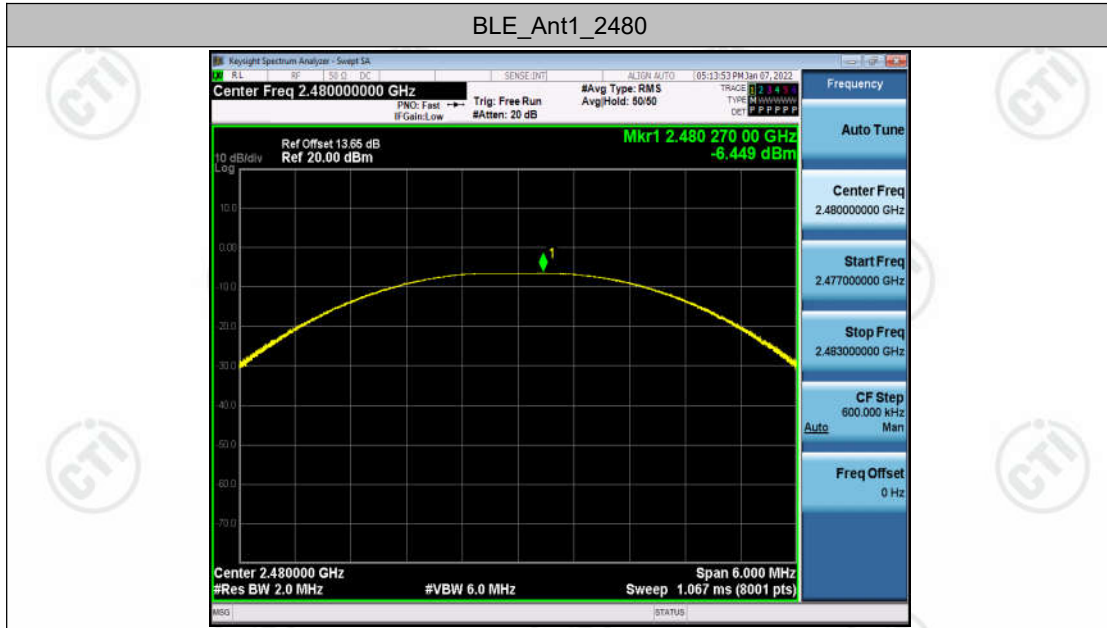 BLE_Ant1_2480
Keysight Spectrum Analyzer - Swept SA
RL RF 50 Ω DC SENSE:INT ALIGN AUTO 05:13:53 PM Jan 07, 2022
Center Freq 2.480000000 GHz
PNO: Fast
IFGain:Low
Trig: Free Run
#Atten: 20 dB
#Avg Type: RMS
Avg|Hold: 50/50
TRACE 1 2 3 4 5 6
TYPE M WWWWW
DET P P P P P P
Ref Offset 13.65 dB
10 dB/div Ref 20.00 dBm
Log
Mkr1 2.480 270 00 GHz
-6.449 dBm
10.0
0.00
-10.0
-20.0
-30.0
-40.0
-50.0
-60.0
-70.0
1
Center 2.480000 GHz
Span 6.000 MHz
#Res BW 2.0 MHz
#VBW 6.0 MHz
Sweep 1.067 ms (8001 pts)
MSG
STATUS
Frequency
Auto Tune
Center Freq
2.480000000 GHz
Start Freq
2.477000000 GHz
Stop Freq
2.483000000 GHz
CF Step
600.000 kHz
Auto Man
Freq Offset
0 Hz
CTI
CTI
CTI
CTI